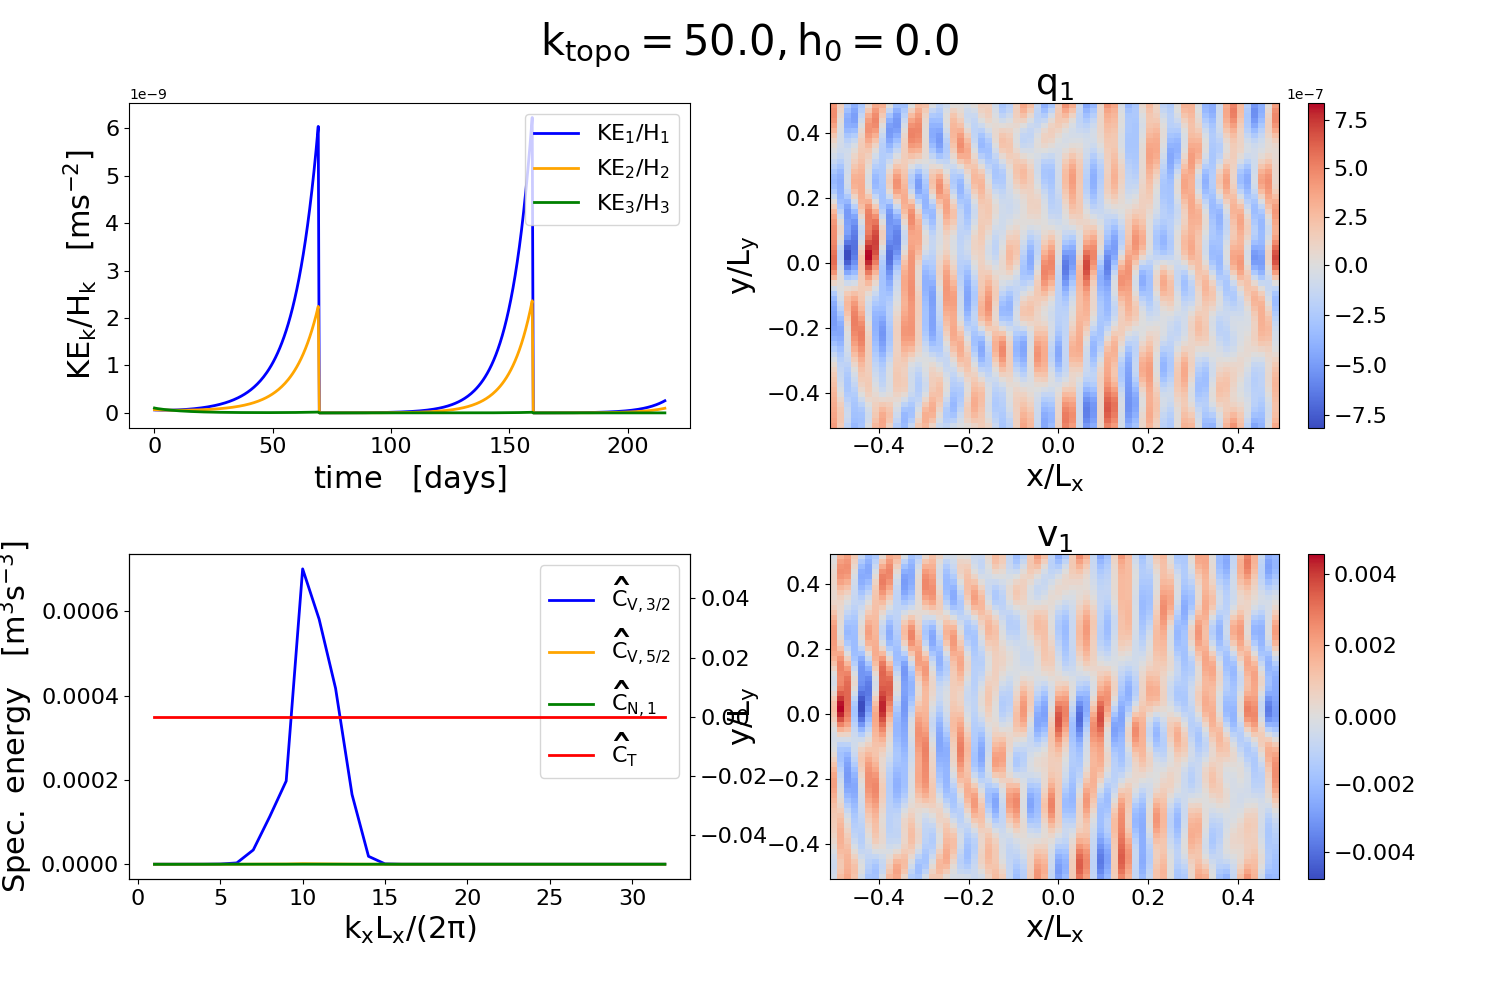 k_topo = 50.0, h_0 = 0.0
1e−9
KE_k/H_k [ms^−2]
6
5
4
3
2
1
0
KE_1/H_1
KE_2/H_2
KE_3/H_3
0 50 100 150 200
time [days]
q_1
1e−7
y/L_y
0.4
0.2
0.0
−0.2
−0.4
−0.4 −0.2 0.0 0.2 0.4
x/L_x
7.5
5.0
2.5
0.0
−2.5
−5.0
−7.5
Spec. energy [m^3s^−3]
0.0006
0.0004
0.0002
0.0000
Ĉ_V, 3/2
Ĉ_V, 5/2
Ĉ_N, 1
Ĉ_T
0.04
0.02
0.00
−0.02
−0.04
0 5 10 15 20 25 30
k_xL_x/(2π)
v_1
y/L_y
0.4
0.2
0.0
−0.2
−0.4
−0.4 −0.2 0.0 0.2 0.4
x/L_x
0.004
0.002
0.000
−0.002
−0.004